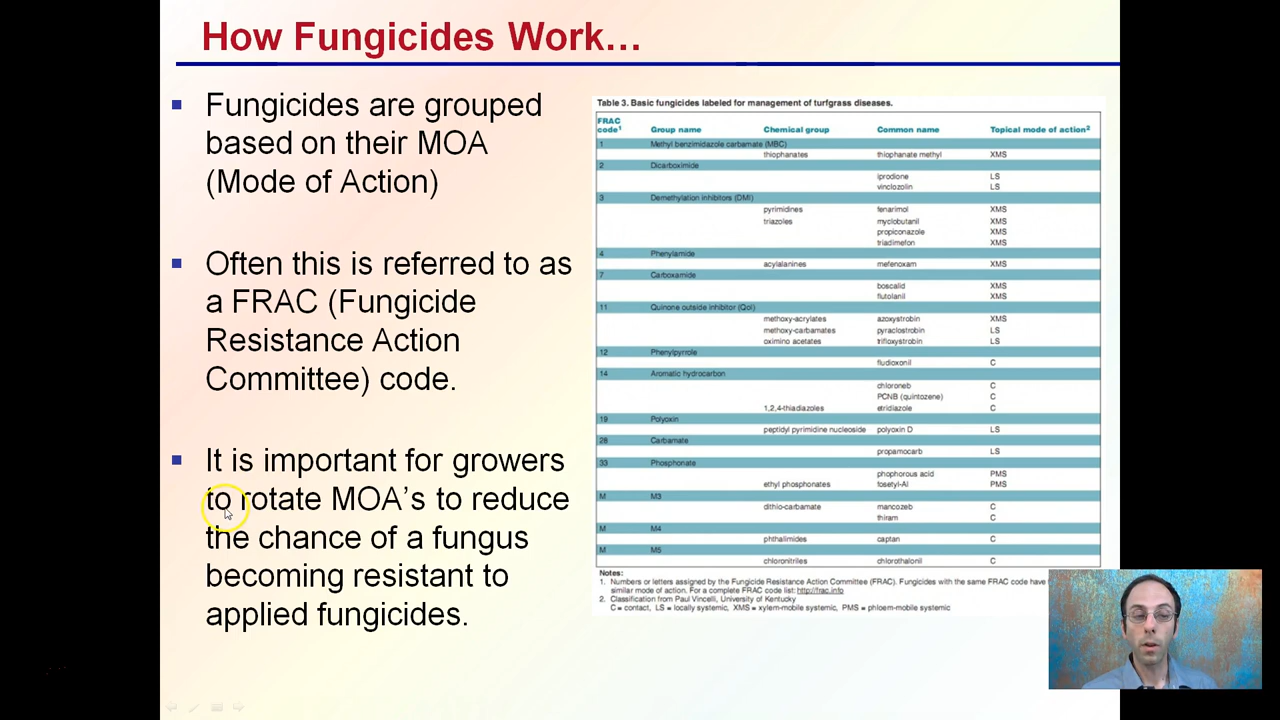 How Fungicides Work…
Fungicides are grouped
based on their MOA
(Mode of Action)
Often this is referred to as
a FRAC (Fungicide
Resistance Action
Committee) code.
It is important for growers
to rotate MOA's to reduce
the chance of a fungus
becoming resistant to
applied fungicides.
Table 3. Basic fungicides labeled for management of turfgrass diseases.
FRAC
code1 Group name Chemical group Common name Topical mode of action2
1 Methyl benzimidazole carbamate (MBC)
thiophanates thiophanate methyl XMS
2 Dicarboximide
iprodione LS
vinclozolin LS
3 Demethylation inhibitors (DMI)
pyrimidines fenarimol XMS
triazoles myclobutanil XMS
propiconazole XMS
triadimefon XMS
4 Phenylamide
acylalanines mefenoxam XMS
7 Carboxamide
boscalid XMS
flutolanil XMS
11 Quinone outside inhibitor (QoI)
methoxy-acrylates azoxystrobin XMS
methoxy-carbamates pyraclostrobin LS
oximino acetates trifloxystrobin LS
12 Phenylpyrrole
fludioxonil C
14 Aromatic hydrocarbon
chloroneb C
PCNB (quintozene) C
1,2,4-thiadiazoles etridiazole C
19 Polyoxin
peptidyl pyrimidine nucleoside polyoxin D LS
28 Carbamate
propamocarb LS
33 Phosphonate
phophorous acid PMS
ethyl phosphonates fosetyl-Al PMS
M M3
dithio-carbamate mancozeb C
thiram C
M M4
phthalimides captan C
M M5
chloronitriles chlorothalonil C
Notes:
1. Numbers or letters assigned by the Fungicide Resistance Action Committee (FRAC). Fungicides with the same FRAC code have
similar mode of action. For a complete FRAC code list: http://frac.info
2. Classification from Paul Vincelli, University of Kentucky
C = contact, LS = locally systemic, XMS = xylem-mobile systemic, PMS = phloem-mobile systemic